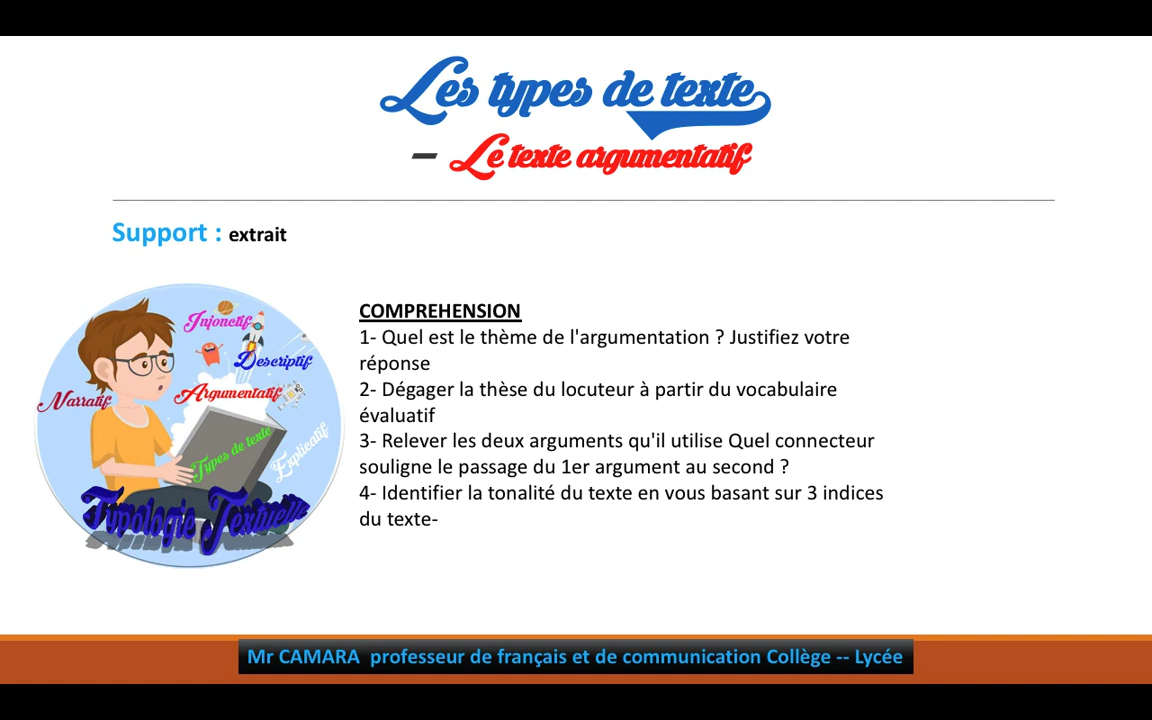 Les types de texte
– Le texte argumentatif
Support : extrait
Injonctif
Descriptif
Narratif
Argumentatif
Types de texte
Explicatif
Typologie Textuelle
COMPREHENSION
1- Quel est le thème de l'argumentation ? Justifiez votre
réponse
2- Dégager la thèse du locuteur à partir du vocabulaire
évaluatif
3- Relever les deux arguments qu'il utilise Quel connecteur
souligne le passage du 1er argument au second ?
4- Identifier la tonalité du texte en vous basant sur 3 indices
du texte-
Mr CAMARA professeur de français et de communication Collège -- Lycée